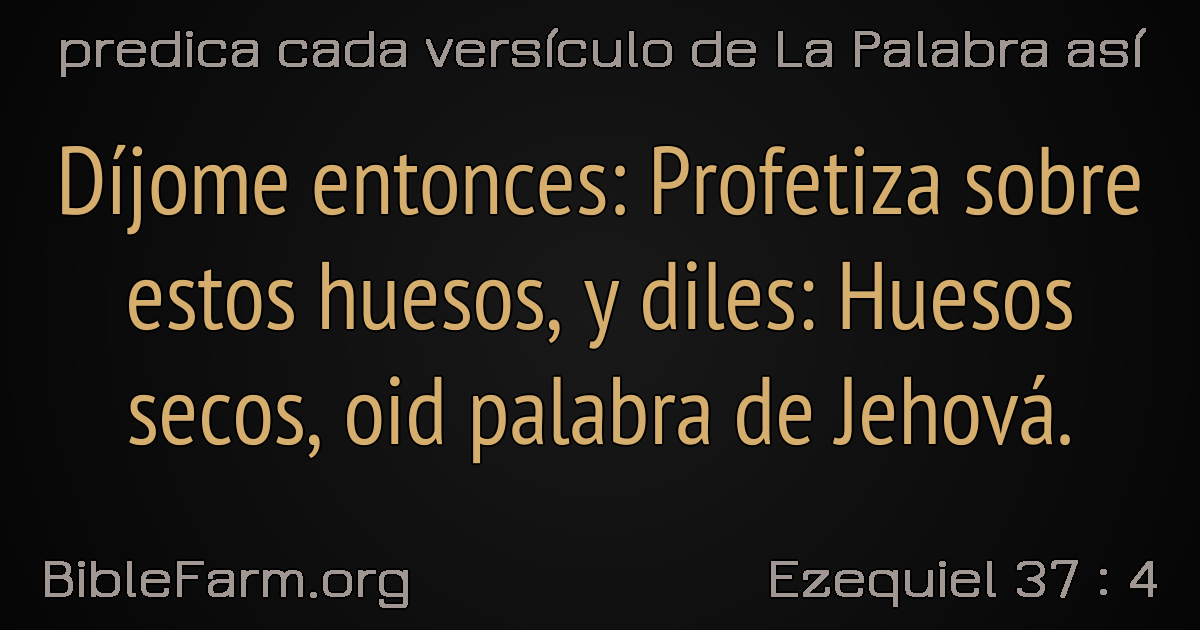 predica cada versículo de La Palabra así
Díjome entonces: Profetiza sobre
estos huesos, y diles: Huesos
secos, oid palabra de Jehová.
BibleFarm.org
Ezequiel 37 : 4